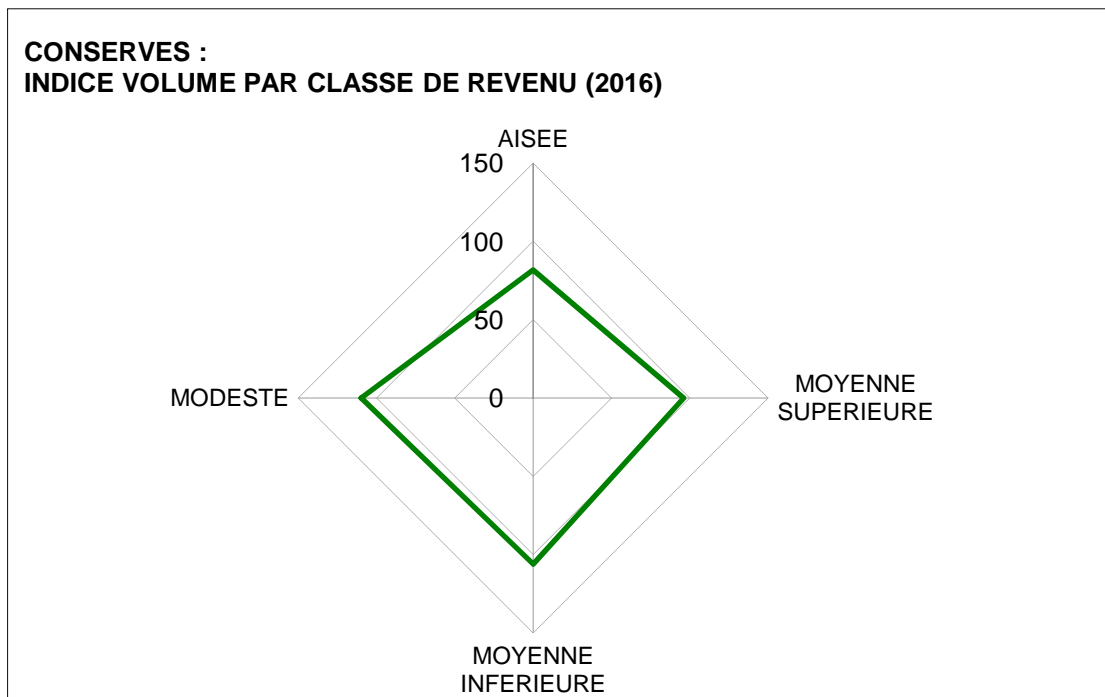 CONSERVES :
INDICE VOLUME PAR CLASSE DE REVENU (2016)
AISEE
150
100
50
0
MODESTE
MOYENNE
SUPERIEURE
MOYENNE
INFERIEURE